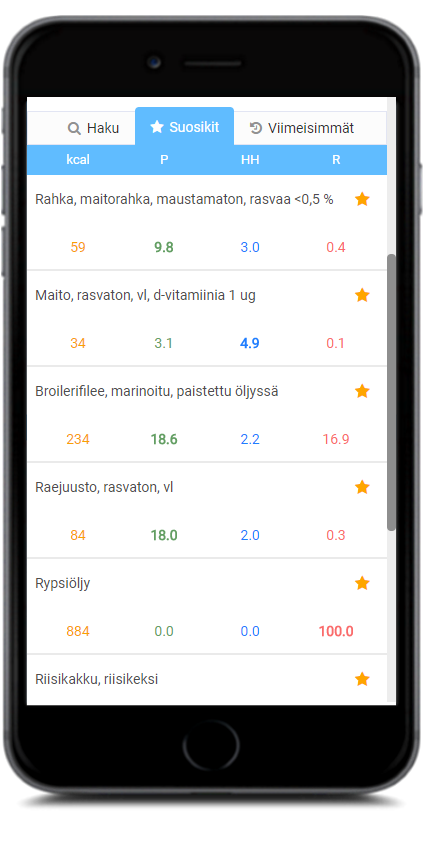 Haku Suosikit Viimeisimmät
kcal P HH R
Rahka, maitorahka, maustamaton, rasvaa <0,5 %
59 9.8 3.0 0.4
Maito, rasvaton, vl, d-vitamiinia 1 ug
34 3.1 4.9 0.1
Broilerifilee, marinoitu, paistettu öljyssä
234 18.6 2.2 16.9
Raejuusto, rasvaton, vl
84 18.0 2.0 0.3
Rypsiöljy
884 0.0 0.0 100.0
Riisikakku, riisikeksi